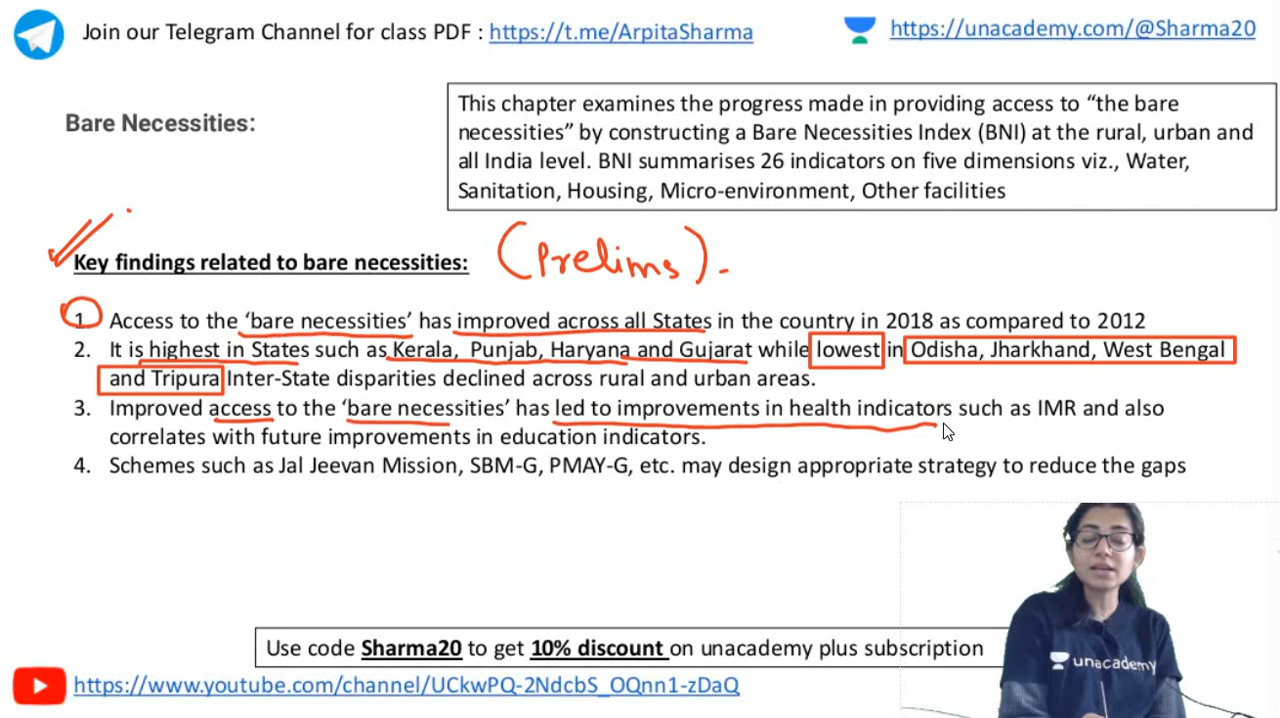 Join our Telegram Channel for class PDF : https://t.me/ArpitaSharma
https://unacademy.com/@Sharma20
Bare Necessities:
This chapter examines the progress made in providing access to “the bare
necessities” by constructing a Bare Necessities Index (BNI) at the rural, urban and
all India level. BNI summarises 26 indicators on five dimensions viz., Water,
Sanitation, Housing, Micro-environment, Other facilities
Key findings related to bare necessities: (Prelims).
1. Access to the ‘bare necessities’ has improved across all States in the country in 2018 as compared to 2012
2. It is highest in States such as Kerala, Punjab, Haryana and Gujarat while lowest in Odisha, Jharkhand, West Bengal
and Tripura Inter-State disparities declined across rural and urban areas.
3. Improved access to the ‘bare necessities’ has led to improvements in health indicators such as IMR and also
correlates with future improvements in education indicators.
4. Schemes such as Jal Jeevan Mission, SBM-G, PMAY-G, etc. may design appropriate strategy to reduce the gaps
Use code Sharma20 to get 10% discount on unacademy plus subscription
unacademy
https://www.youtube.com/channel/UCkwPQ-2NdcbS_OQnn1-zDaQ